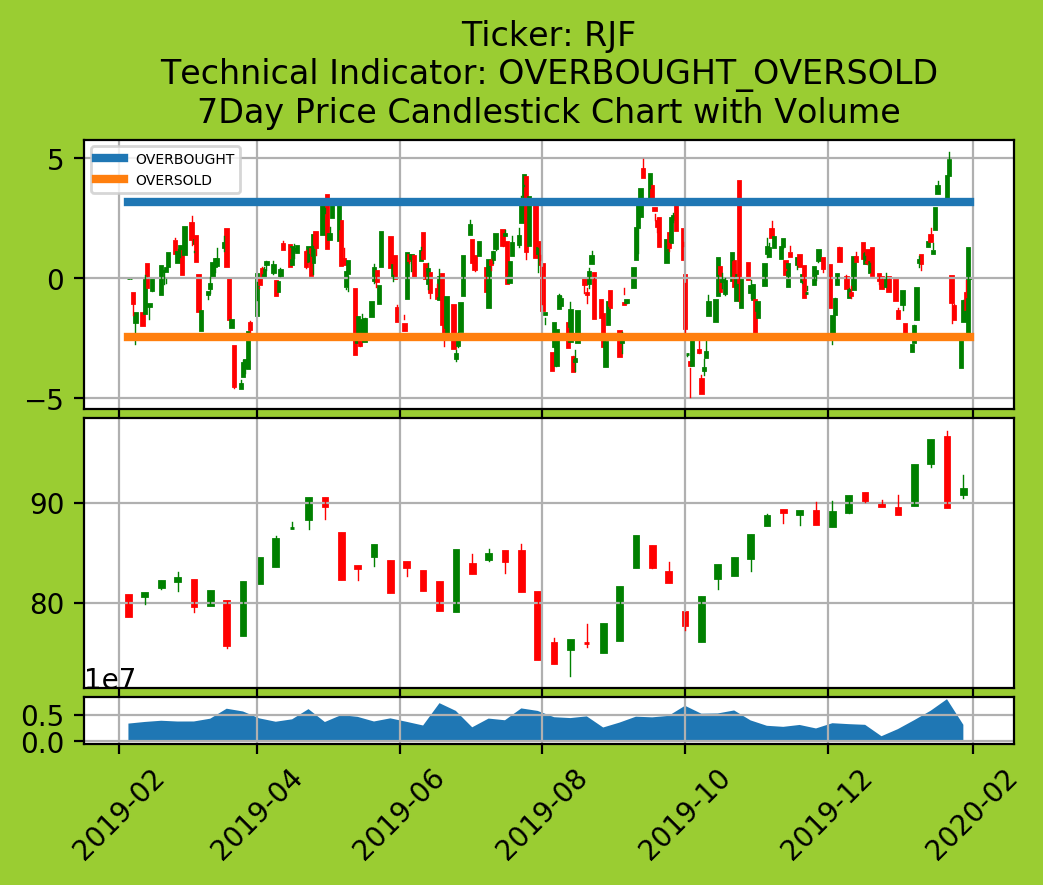 Ticker: RJF
Technical Indicator: OVERBOUGHT_OVERSOLD
7Day Price Candlestick Chart with Volume
OVERBOUGHT
OVERSOLD
5
0
−5
90
80
1e7
0.5
0.0
2019-02
2019-04
2019-06
2019-08
2019-10
2019-12
2020-02